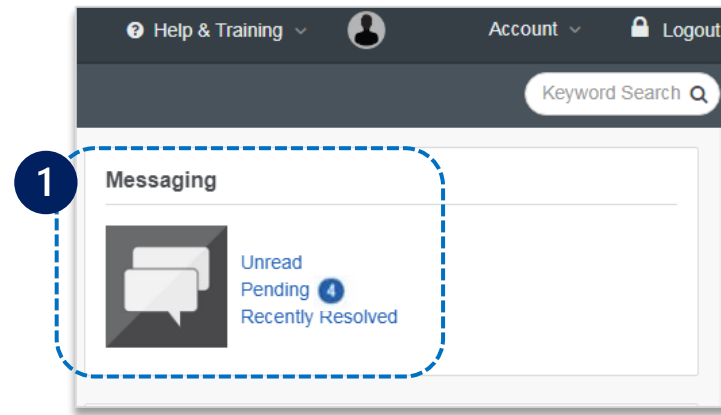 ? Help & Training Account Logout
Keyword Search
1
Messaging
Unread
Pending 4
Recently Resolved